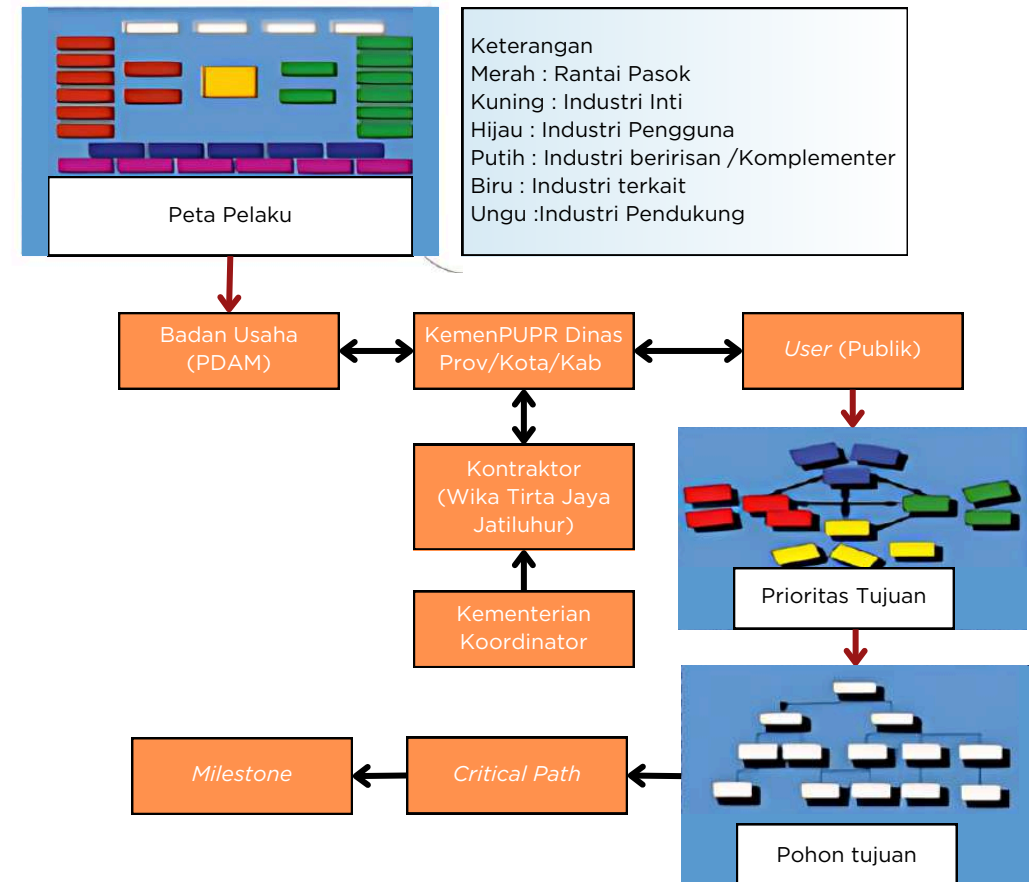 Keterangan
Merah : Rantai Pasok
Kuning : Industri Inti
Hijau : Industri Pengguna
Putih : Industri beririsan /Komplementer
Biru : Industri terkait
Ungu :Industri Pendukung
Peta Pelaku
Badan Usaha
(PDAM)
KemenPUPR Dinas
Prov/Kota/Kab
User (Publik)
Kontraktor
(Wika Tirta Jaya
Jatiluhur)
Kementerian
Koordinator
Prioritas Tujuan
Milestone
Critical Path
Pohon tujuan